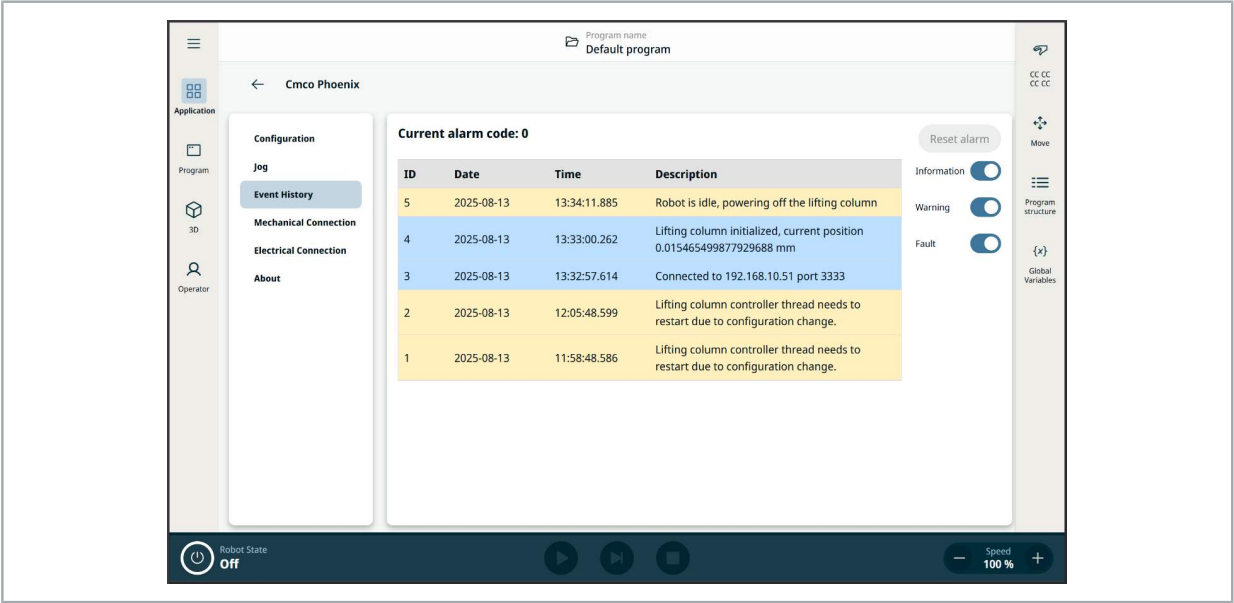 Program name
Default program
Cmco Phoenix
CC CC
CC CC
Application
Program
3D
Operator
Configuration
Jog
Event History
Mechanical Connection
Electrical Connection
About
Current alarm code: 0
Reset alarm
ID Date Time Description
5 2025-08-13 13:34:11.885 Robot is idle, powering off the lifting column
4 2025-08-13 13:33:00.262 Lifting column initialized, current position
0.015465499877929688 mm
3 2025-08-13 13:32:57.614 Connected to 192.168.10.51 port 3333
2 2025-08-13 12:05:48.599 Lifting column controller thread needs to
restart due to configuration change.
1 2025-08-13 11:58:48.586 Lifting column controller thread needs to
restart due to configuration change.
Information
Warning
Fault
Move
Program
structure
{x}
Global
Variables
Robot State
Off
Speed
100 %